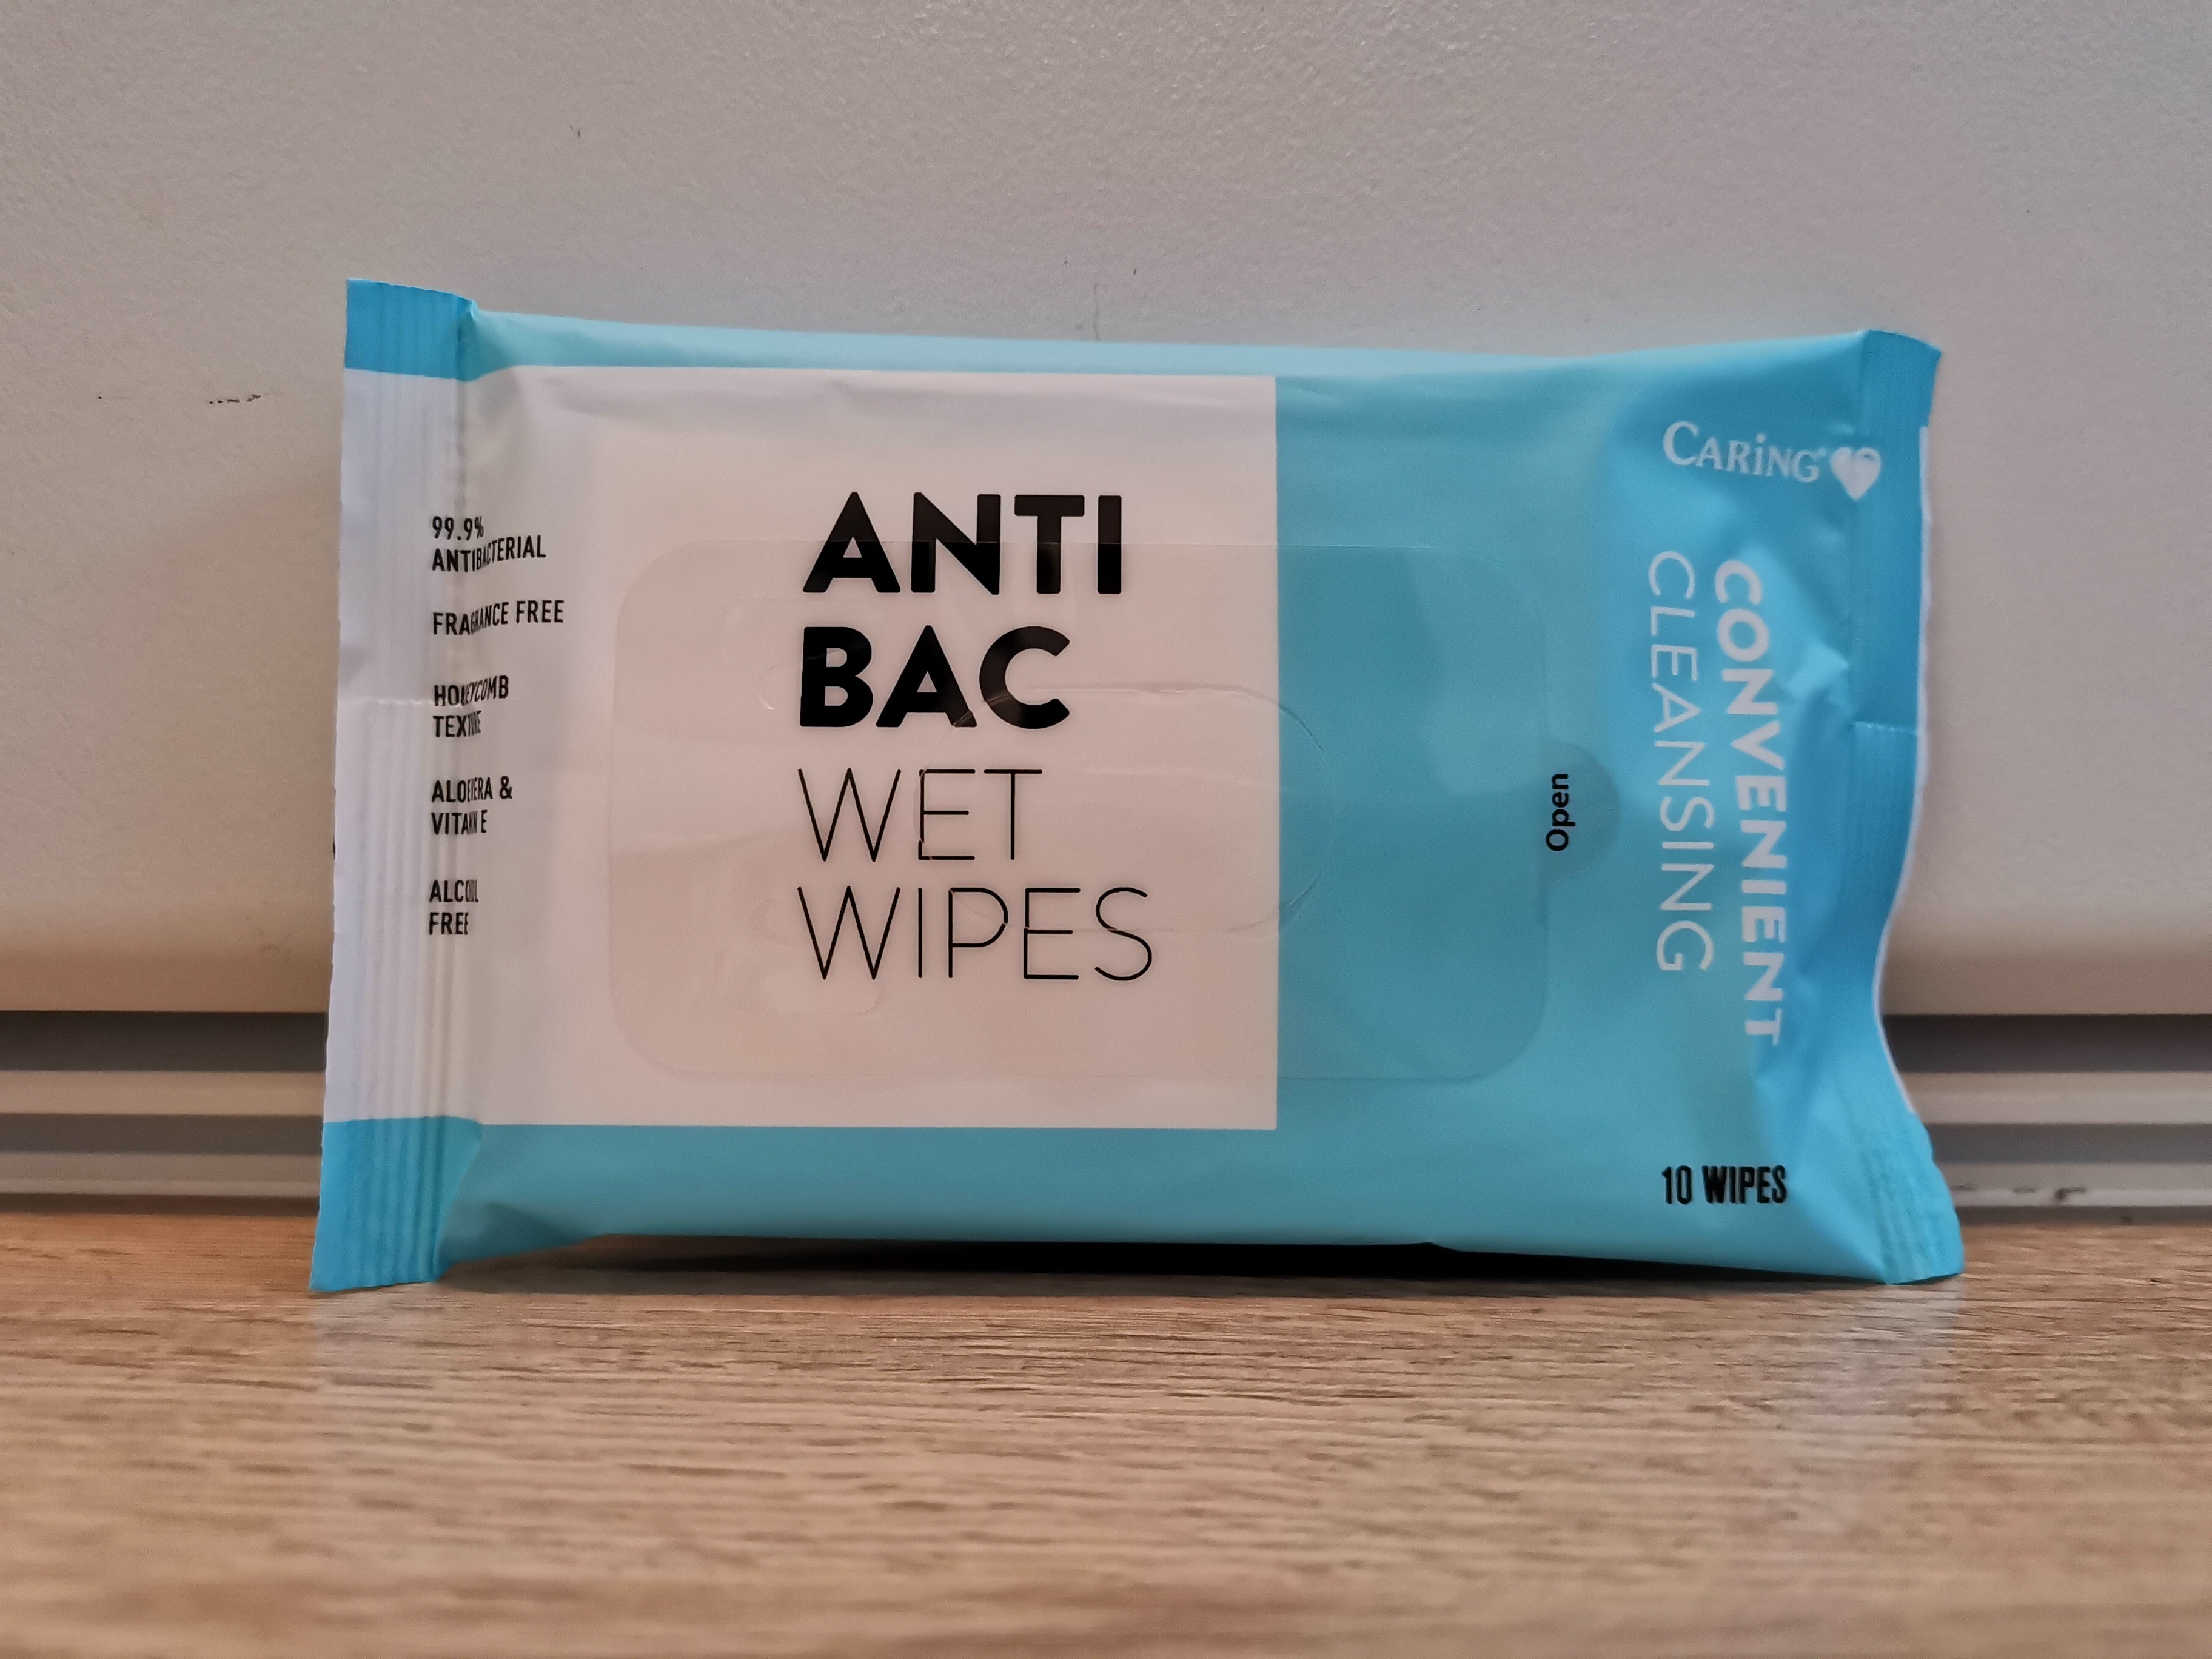 99.9%
ANTIBACTERIAL
FRAGRANCE FREE
HONEYCOMB
TEXTURE
ALOE VERA &
VITAMIN E
ALCOHOL
FREE
ANTI
BAC
WET
WIPES
Open
CARiNG
CONVENIENT
CLEANSING
10 WIPES